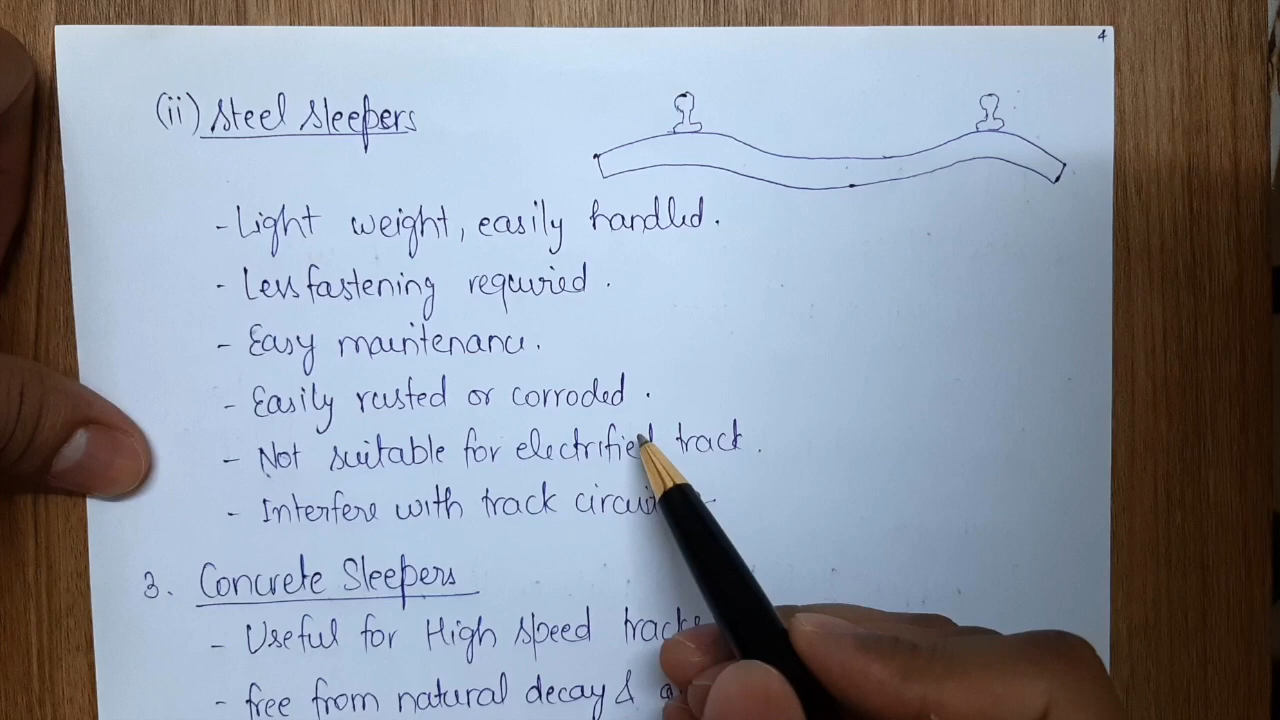 4
(ii) Steel Sleepers
- Light weight, easily handled.
- Less fastening required.
- Easy maintenance.
- Easily rusted or corroded.
- Not suitable for electrified track.
- Interfere with track
3. Concrete Sleepers
- Useful for High speed
- free from natural decay &